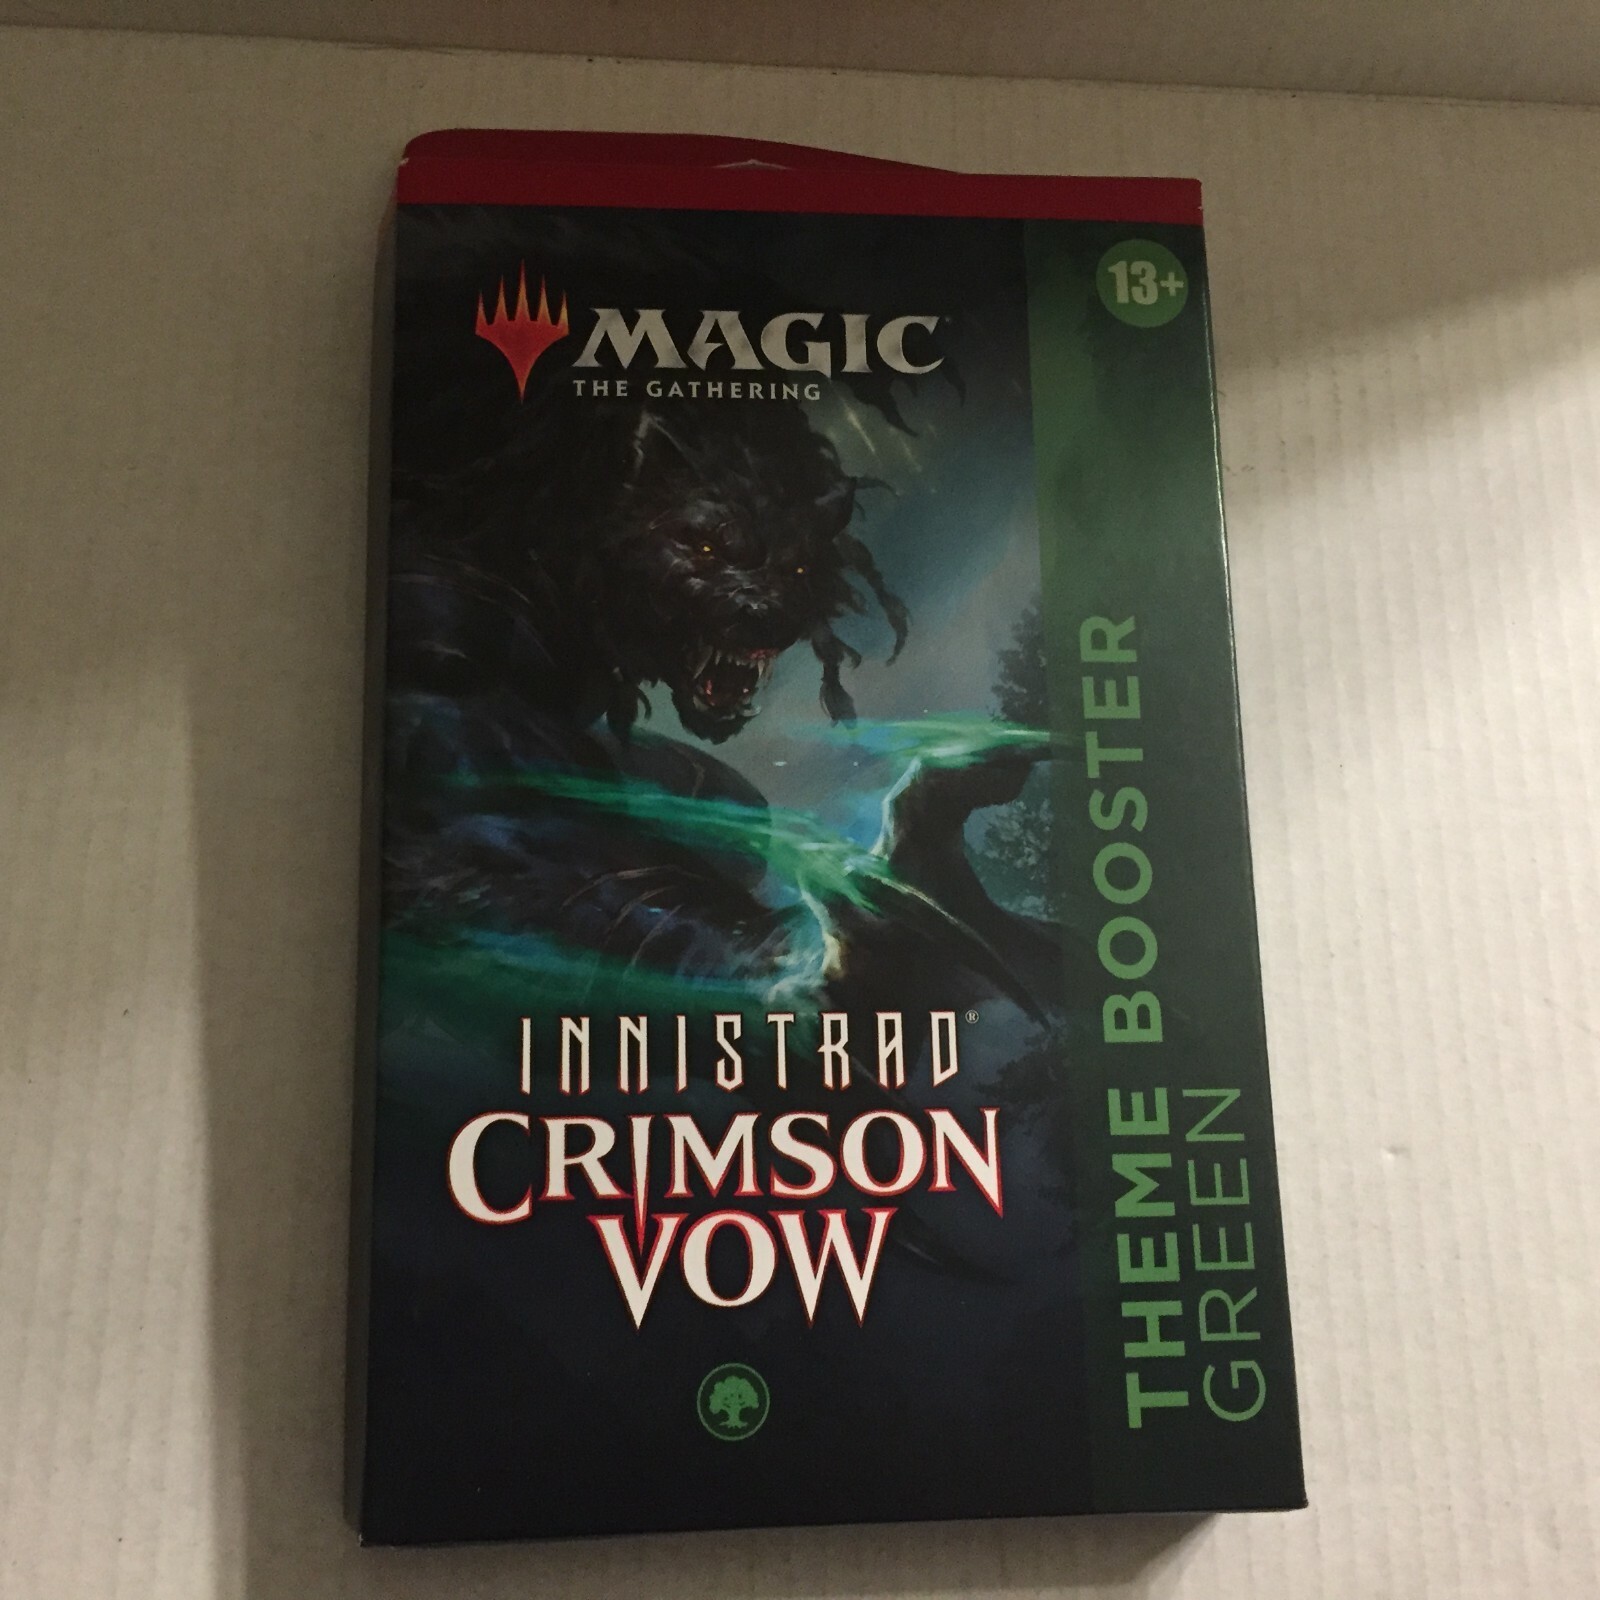 13+
MAGIC
THE GATHERING
INNISTRAD®
CRIMSON
VOW
THEME BOOSTER
GREEN